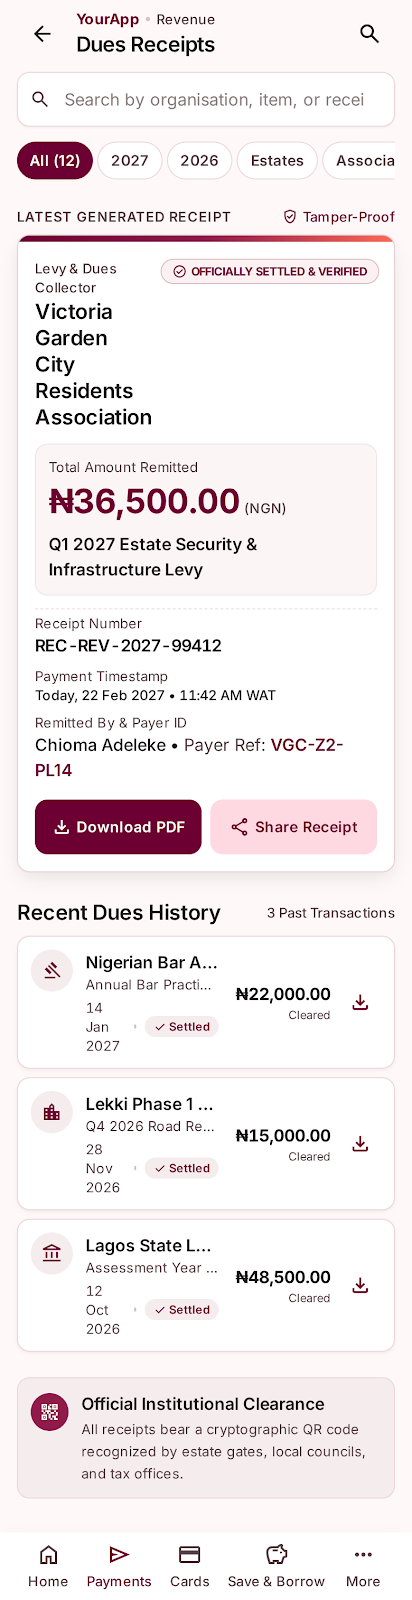 YourApp • Revenue
Dues Receipts
Search by organisation, item, or recei
All (12)
2027
2026
Estates
Associa
LATEST GENERATED RECEIPT
Tamper-Proof
Levy & Dues
Collector
OFFICIALLY SETTLED & VERIFIED
Victoria
Garden
City
Residents
Association
Total Amount Remitted
₦36,500.00 (NGN)
Q1 2027 Estate Security &
Infrastructure Levy
Receipt Number
REC-REV-2027-99412
Payment Timestamp
Today, 22 Feb 2027 • 11:42 AM WAT
Remitted By & Payer ID
Chioma Adeleke • Payer Ref: VGC-Z2-
PL14
Download PDF
Share Receipt
Recent Dues History
3 Past Transactions
Nigerian Bar A...
Annual Bar Practi...
14
Jan
2027
Settled
₦22,000.00
Cleared
Lekki Phase 1 ...
Q4 2026 Road Re...
28
Nov
2026
Settled
₦15,000.00
Cleared
Lagos State L...
Assessment Year ...
12
Oct
2026
Settled
₦48,500.00
Cleared
Official Institutional Clearance
All receipts bear a cryptographic QR code
recognized by estate gates, local councils,
and tax offices.
Home
Payments
Cards
Save & Borrow
More